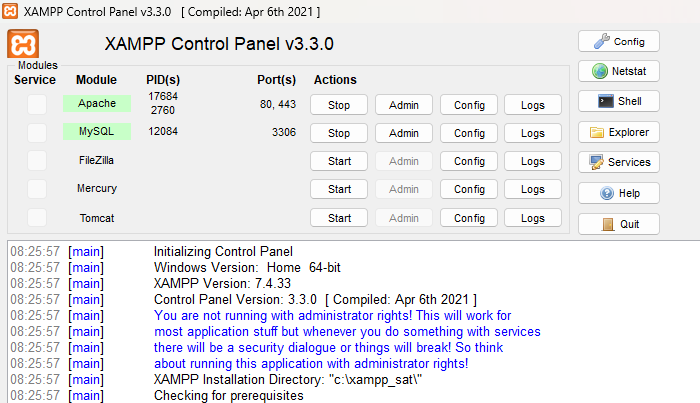 XAMPP Control Panel v3.3.0 [ Compiled: Apr 6th 2021 ]
XAMPP Control Panel v3.3.0
Modules
Service Module PID(s) Port(s) Actions
Apache 17684 2760 80, 443 Stop Admin Config Logs
MySQL 12084 3306 Stop Admin Config Logs
FileZilla Start Admin Config Logs
Mercury Start Admin Config Logs
Tomcat Start Admin Config Logs
Config
Netstat
Shell
Explorer
Services
Help
Quit
08:25:57 [main] Initializing Control Panel
08:25:57 [main] Windows Version: Home 64-bit
08:25:57 [main] XAMPP Version: 7.4.33
08:25:57 [main] Control Panel Version: 3.3.0 [ Compiled: Apr 6th 2021 ]
08:25:57 [main] You are not running with administrator rights! This will work for
08:25:57 [main] most application stuff but whenever you do something with services
08:25:57 [main] there will be a security dialogue or things will break! So think
08:25:57 [main] about running this application with administrator rights!
08:25:57 [main] XAMPP Installation Directory: "c:\xampp_sat\"
08:25:57 [main] Checking for prerequisites